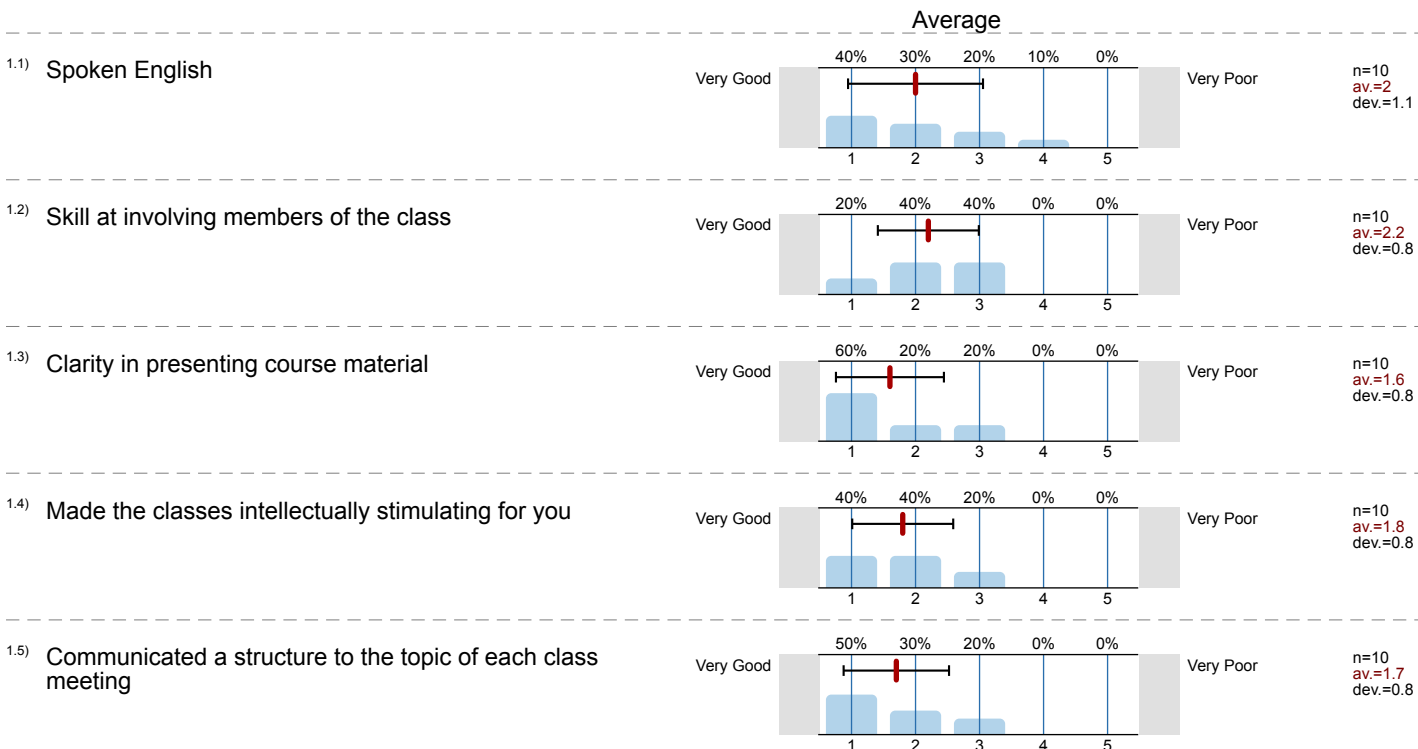 Average
1.1) Spoken English
40% 30% 20% 10% 0%
Very Good
Very Poor
n=10
av.=2
dev.=1.1
1 2 3 4 5
1.2) Skill at involving members of the class
20% 40% 40% 0% 0%
Very Good
Very Poor
n=10
av.=2.2
dev.=0.8
1 2 3 4 5
1.3) Clarity in presenting course material
60% 20% 20% 0% 0%
Very Good
Very Poor
n=10
av.=1.6
dev.=0.8
1 2 3 4 5
1.4) Made the classes intellectually stimulating for you
40% 40% 20% 0% 0%
Very Good
Very Poor
n=10
av.=1.8
dev.=0.8
1 2 3 4 5
1.5) Communicated a structure to the topic of each class
meeting
50% 30% 20% 0% 0%
Very Good
Very Poor
n=10
av.=1.7
dev.=0.8
1 2 3 4 5